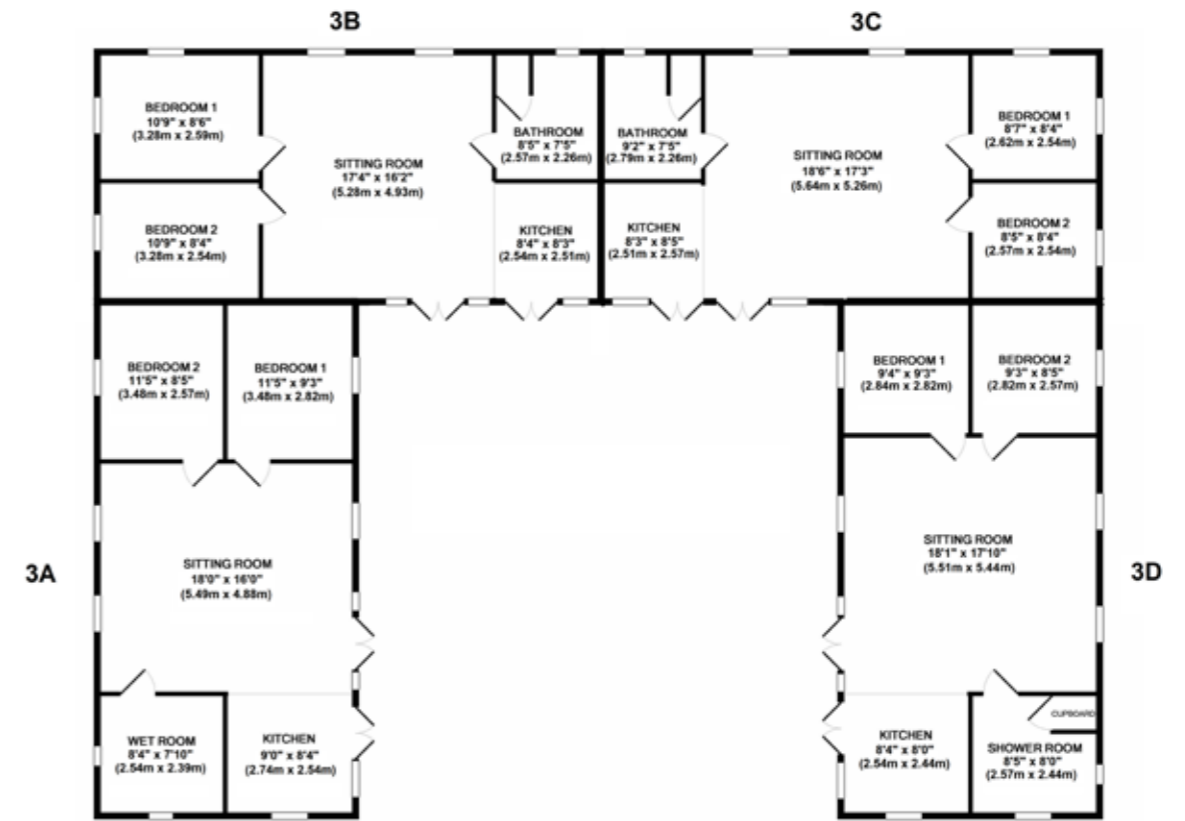 3B
3C
BEDROOM 1
10'9" x 8'6"
(3.28m x 2.59m)
SITTING ROOM
17'4" x 16'2"
(5.28m x 4.93m)
BATHROOM
8'5" x 7'5"
(2.57m x 2.26m)
BATHROOM
9'2" x 7'5"
(2.79m x 2.26m)
SITTING ROOM
18'6" x 17'3"
(5.64m x 5.26m)
BEDROOM 1
8'7" x 8'4"
(2.62m x 2.54m)
BEDROOM 2
10'9" x 8'4"
(3.28m x 2.54m)
KITCHEN
8'4" x 8'3"
(2.54m x 2.51m)
KITCHEN
8'3" x 8'5"
(2.51m x 2.57m)
BEDROOM2
8'5" x 8'4"
(2.57m x 2.54m)
BEDROOM 2
11'5" x 8'5"
(3.48m x 2.57m)
BEDROOM 1
11'5" x 9'3"
(3.48m x 2.82m)
BEDROOM 1
9'4" x 9'3"
(2.84m x 2.82m)
BEDROOM 2
9'3" x 8'5"
(2.82m x 2.57m)
3A
SITTING ROOM
18'0" x 16'0"
(5.49m x 4.88m)
SITTING ROOM
18'1" x 17'10"
(5.51m x 5.44m)
3D
WET ROOM
8'4" x 7'10"
(2.54m x 2.39m)
KITCHEN
9'0" x 8'4"
(2.74m x 2.54m)
KITCHEN
8'4" x 8'0"
(2.54m x 2.44m)
CUPBOARD
SHOWER ROOM
8'5" x 8'0"
(2.57m x 2.44m)